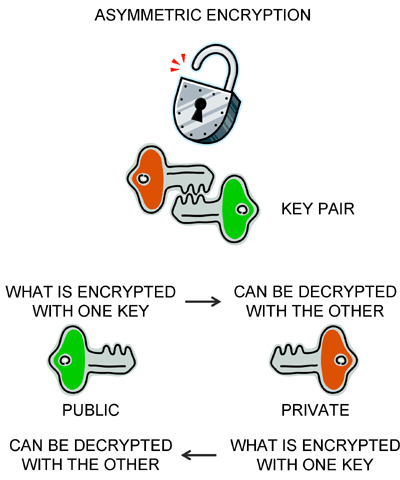 ASYMMETRIC ENCRYPTION
KEY PAIR
WHAT IS ENCRYPTED
WITH ONE KEY
CAN BE DECRYPTED
WITH THE OTHER
PUBLIC
PRIVATE
CAN BE DECRYPTED
WITH THE OTHER
WHAT IS ENCRYPTED
WITH ONE KEY